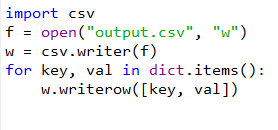 import csv
f = open("output.csv", "w")
w = csv.writer(f)
for key, val in dict.items():
    w.writerow([key, val])